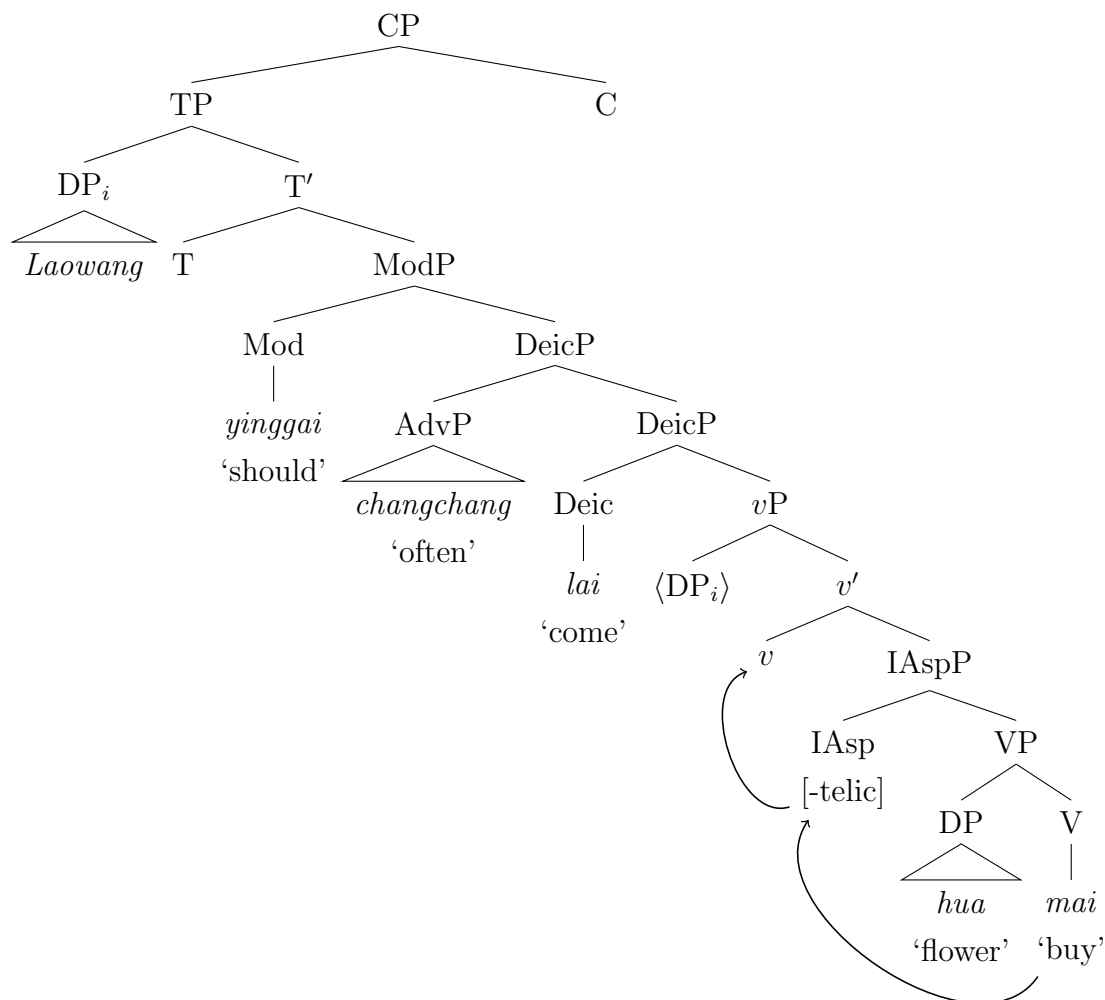 CP
TP C
DPᵢ T′
Laowang T ModP
Mod DeicP
yinggai AdvP DeicP
‘should’ changchang Deic vP
‘often’ lai ⟨DPᵢ⟩ v′
‘come’ v IAspP
IAsp VP
[-telic] DP V
hua mai
‘flower’ ‘buy’